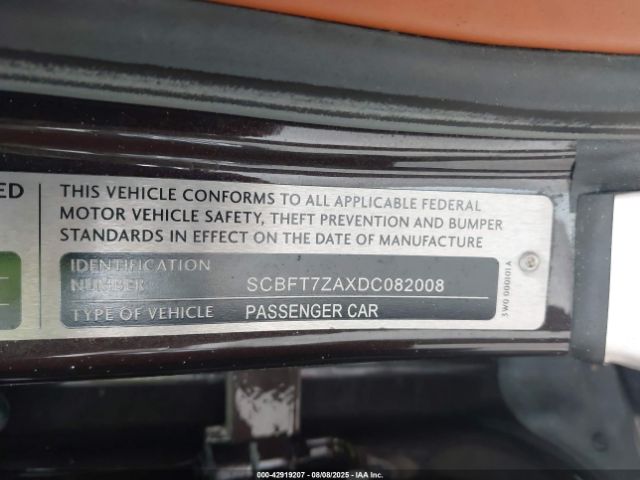 ED
THIS VEHICLE CONFORMS TO ALL APPLICABLE FEDERAL
MOTOR VEHICLE SAFETY, THEFT PREVENTION AND BUMPER
STANDARDS IN EFFECT ON THE DATE OF MANUFACTURE
IDENTIFICATION
NUMBER
SCBFT7ZAXDC082008
TYPE OF VEHICLE PASSENGER CAR
3W0 000101A
000-42919207 - 08/08/2025 - IAA Inc.